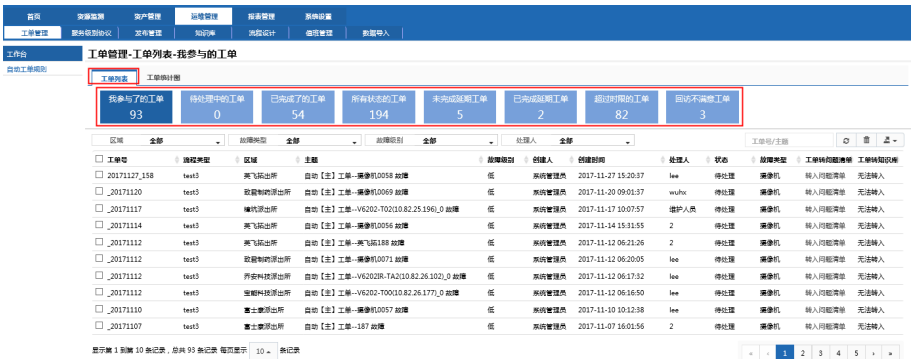 首页 资源监测 资产管理 运维管理 报表管理 系统设置
工单管理 服务级别协议 发布管理 知识库 流程设计 值班管理 数据导入
工作台
自动工单规则
工单管理-工单列表-我参与的工单
工单列表 工单统计图
我参与了的工单 待处理中的工单 已完成了的工单 所有状态的工单 未完成延期工单 已完成延期工单 超过时限的工单 回访不满意工单
93 0 54 194 5 2 82 3
区域 全部 故障类型 全部 故障级别 全部 处理人 全部 工单号/主题
工单号 流程类型 区域 主题 故障级别 创建人 创建时间 处理人 状态 故障类型 工单转问题清单 工单转知识库
20171127_158 test3 英飞拓出所 自动【主】工单--摄像机0058 故障 低 系统管理员 2017-11-27 15:20:37 lee 待处理 摄像机 转入问题清单 无法转入
_20171120 test3 致君制药派出所 自动【主】工单--摄像机0069 故障 低 系统管理员 2017-11-20 09:01:37 wuhx 待处理 摄像机 转入问题清单 无法转入
_20171117 test3 樟坑派出所 自动【主】工单--V6202-T02(10.82.25.196)_0 故障 低 系统管理员 2017-11-17 10:07:57 维护人员 待处理 摄像机 转入问题清单 无法转入
_20171114 test3 英飞拓出所 自动【主】工单--摄像机0056 故障 低 系统管理员 2017-11-14 15:31:55 2 待处理 摄像机 转入问题清单 无法转入
_20171112 test3 英飞拓出所 自动【主】工单--英飞拓188 故障 低 系统管理员 2017-11-12 06:21:26 2 待处理 摄像机 转入问题清单 无法转入
_20171112 test3 致君制药派出所 自动【主】工单--摄像机0071 故障 低 系统管理员 2017-11-12 06:20:05 lee 待处理 摄像机 转入问题清单 无法转入
_20171112 test3 乔安科技派出所 自动【主】工单--V6202IR-TA2(10.82.26.102)_0 故障 低 系统管理员 2017-11-12 06:17:32 lee 待处理 摄像机 转入问题清单 无法转入
_20171112 test3 宝能科技派出所 自动【主】工单--V6202-T00(10.82.26.177)_0 故障 低 系统管理员 2017-11-12 06:16:50 lee 待处理 摄像机 转入问题清单 无法转入
_20171110 test3 富士康派出所 自动【主】工单--摄像机0057 故障 低 系统管理员 2017-11-10 10:12:38 lee 待处理 摄像机 转入问题清单 无法转入
_20171107 test3 富士康派出所 自动【主】工单--187 故障 低 系统管理员 2017-11-07 16:01:56 2 待处理 摄像机 转入问题清单 无法转入
显示第 1 到第 10 条记录，总共 93 条记录 每页显示 10 条记录 « ‹ 1 2 3 4 5 › »